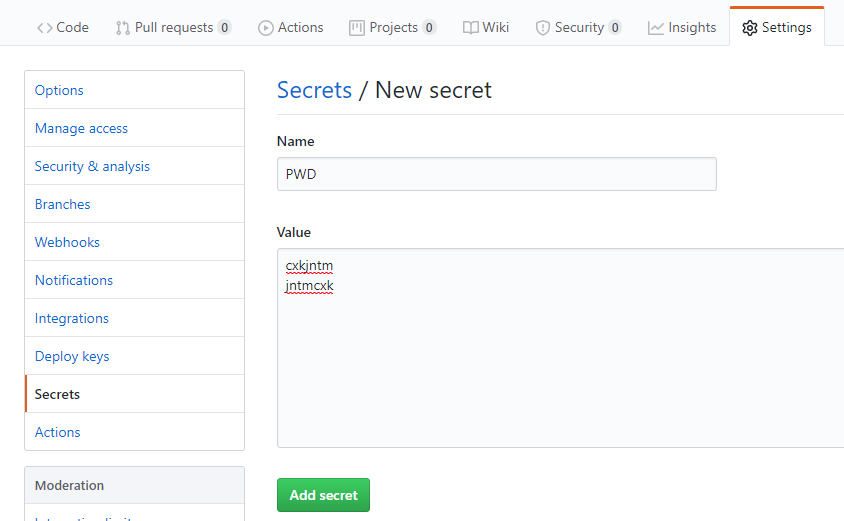 Code Pull requests 0 Actions Projects 0 Wiki Security 0 Insights Settings
Options
Manage access
Security & analysis
Branches
Webhooks
Notifications
Integrations
Deploy keys
Secrets
Actions
Moderation
Secrets / New secret
Name
PWD
Value
cxkjntm
jntmcxk
Add secret